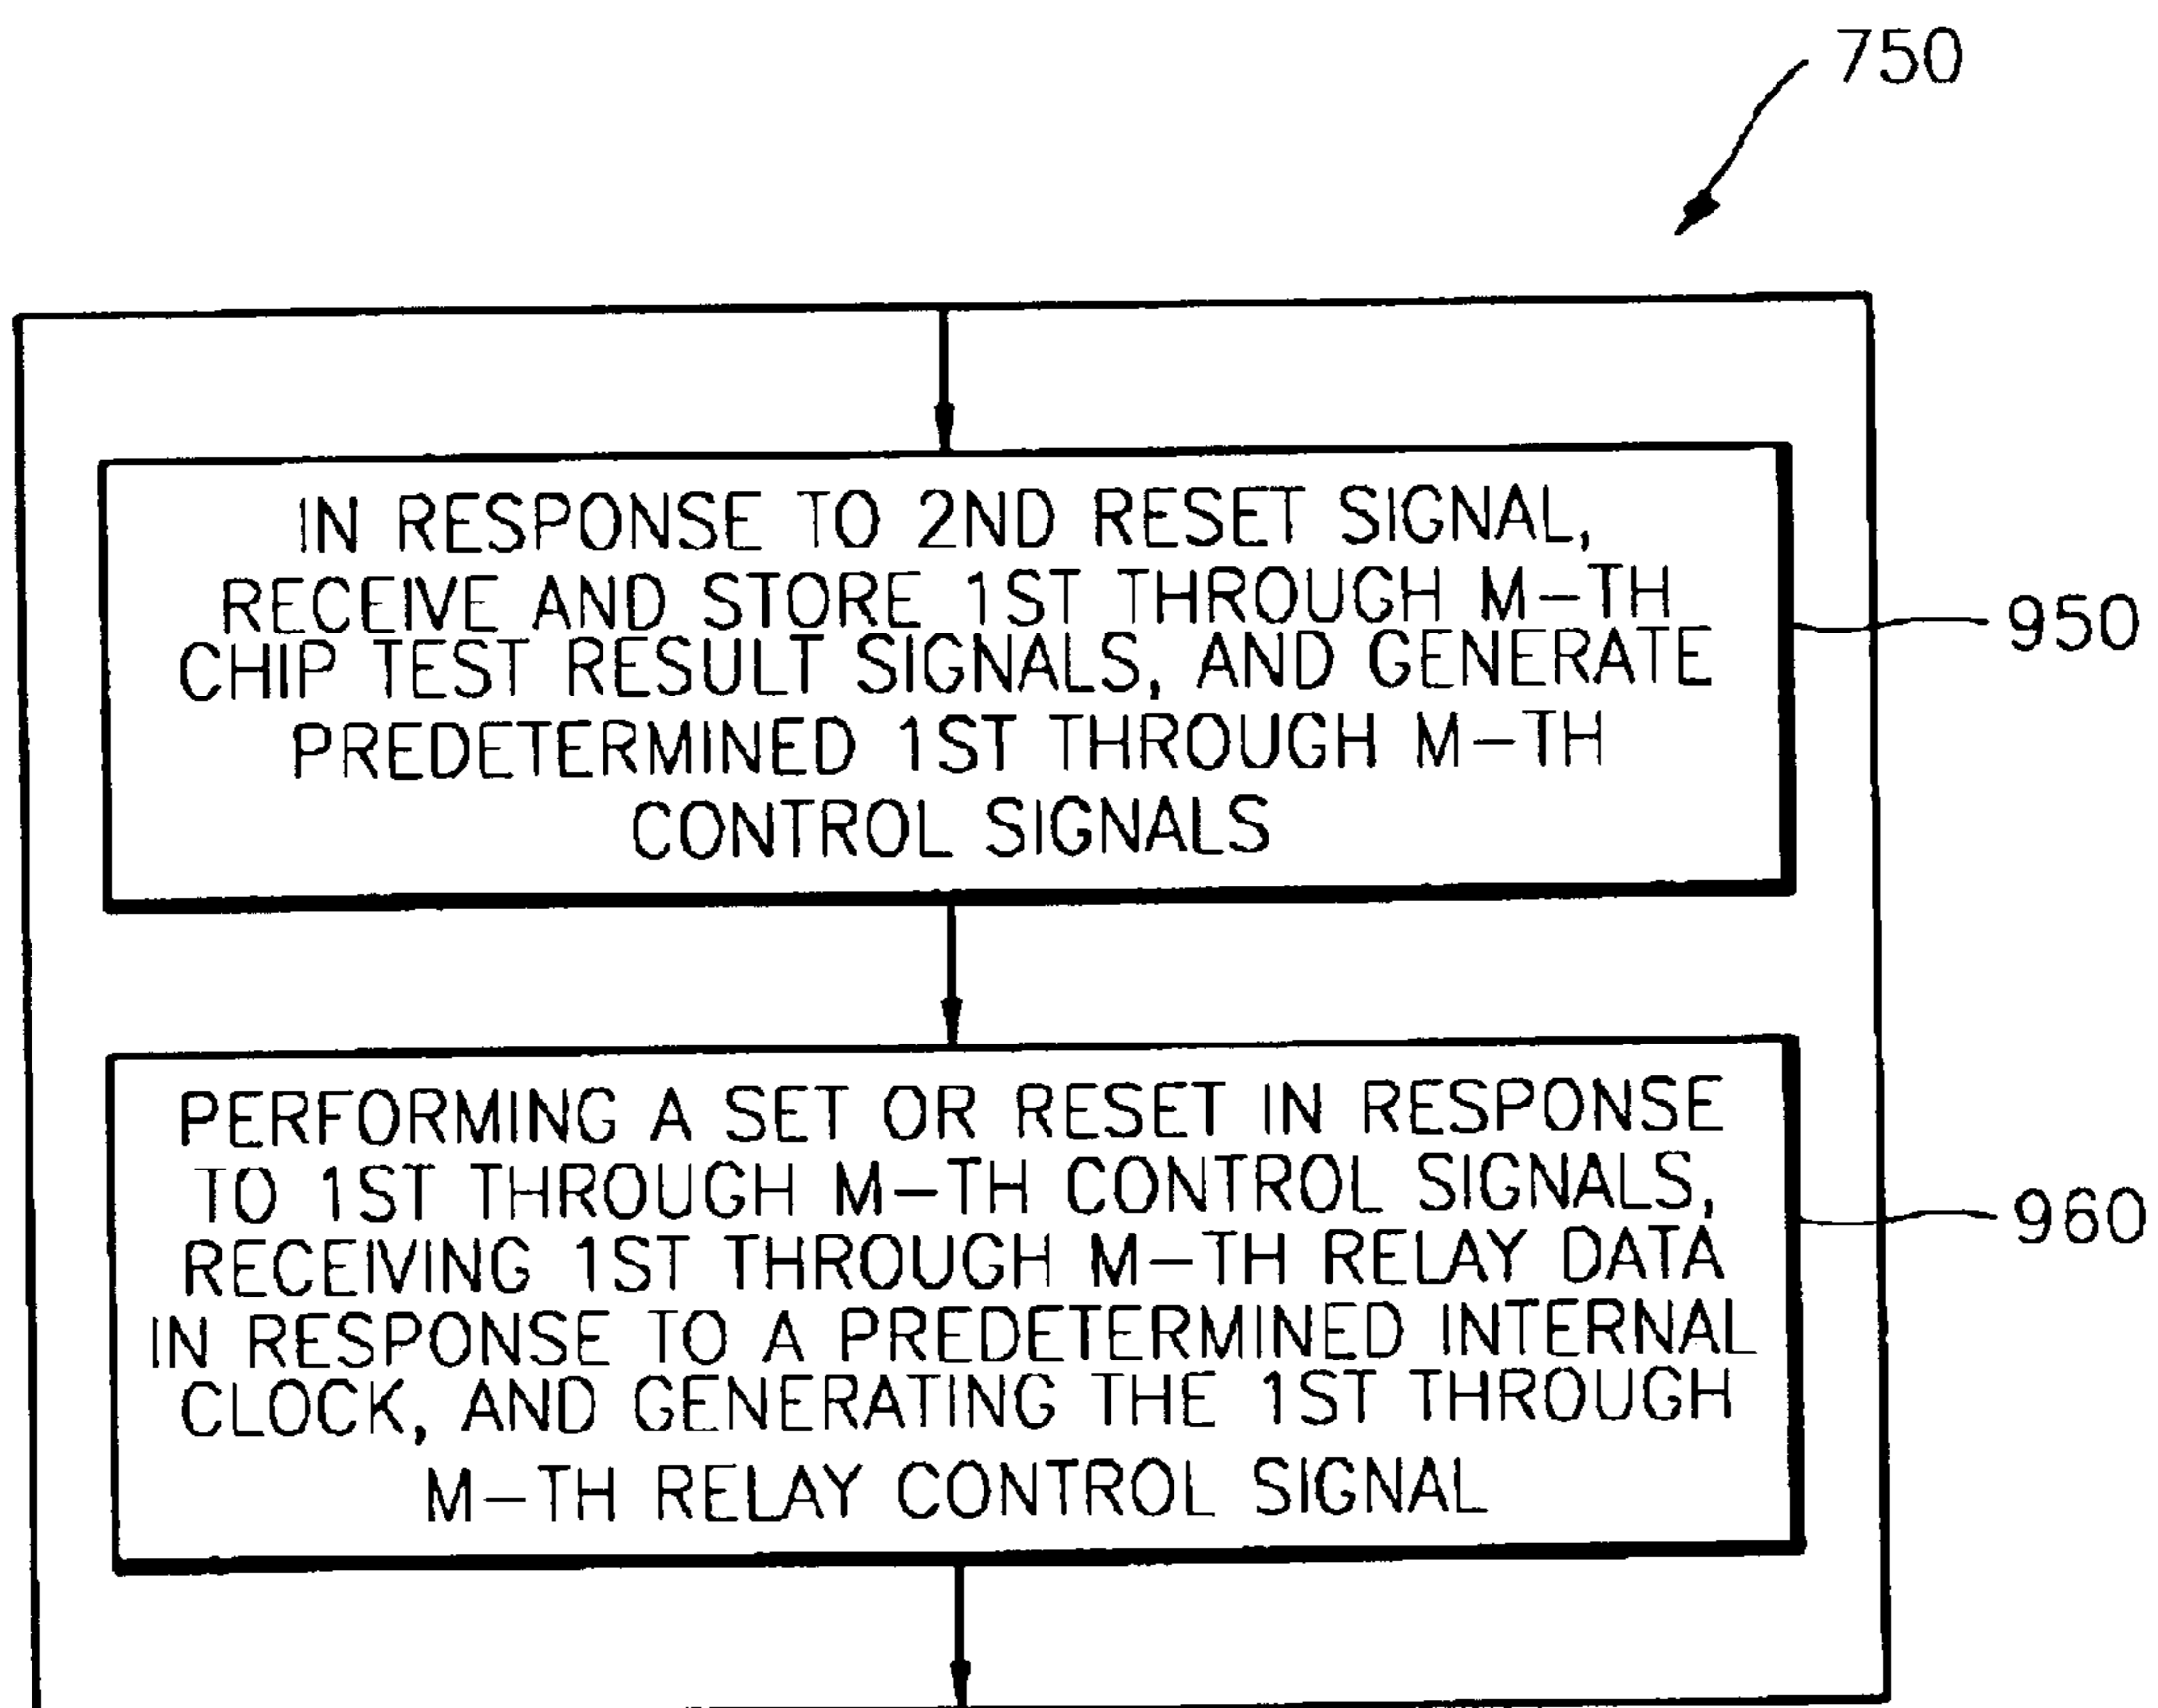 750
IN RESPONSE TO 2ND RESET SIGNAL,
RECEIVE AND STORE 1ST THROUGH M-TH
CHIP TEST RESULT SIGNALS, AND GENERATE
PREDETERMINED 1ST THROUGH M-TH
CONTROL SIGNALS
950
PERFORMING A SET OR RESET IN RESPONSE
TO 1ST THROUGH M-TH CONTROL SIGNALS,
RECEIVING 1ST THROUGH M-TH RELAY DATA
IN RESPONSE TO A PREDETERMINED INTERNAL
CLOCK, AND GENERATING THE 1ST THROUGH
M-TH RELAY CONTROL SIGNAL
960